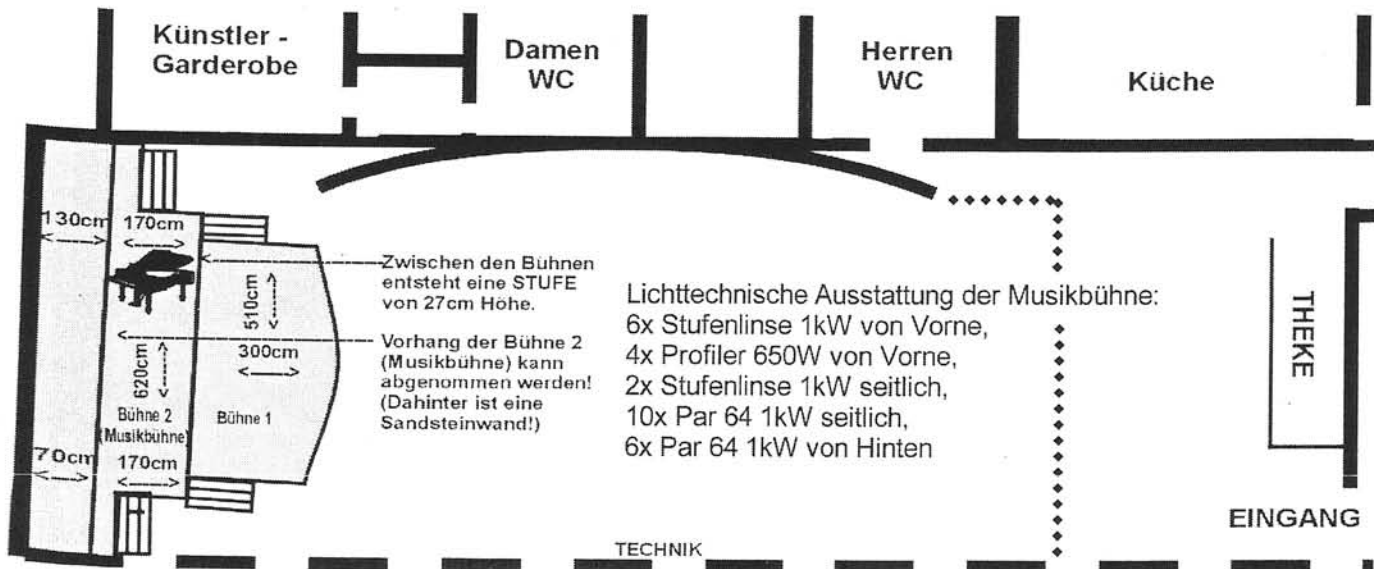 Künstler -
Garderobe
Damen
WC
Herren
WC
Küche
130cm
170cm
Zwischen den Bühnen
entsteht eine STUFE
von 27cm Höhe.
510cm
Lichttechnische Ausstattung der Musikbühne:
6x Stufenlinse 1kW von Vorne,
4x Profiler 650W von Vorne,
2x Stufenlinse 1kW seitlich,
10x Par 64 1kW seitlich,
6x Par 64 1kW von Hinten
THEKE
Vorhang der Bühne 2
(Musikbühne) kann
abgenommen werden!
(Dahinter ist eine
Sandsteinwand!)
300cm
620cm
Bühne 2
(Musikbühne)
Bühne 1
70cm
170cm
EINGANG
TECHNIK